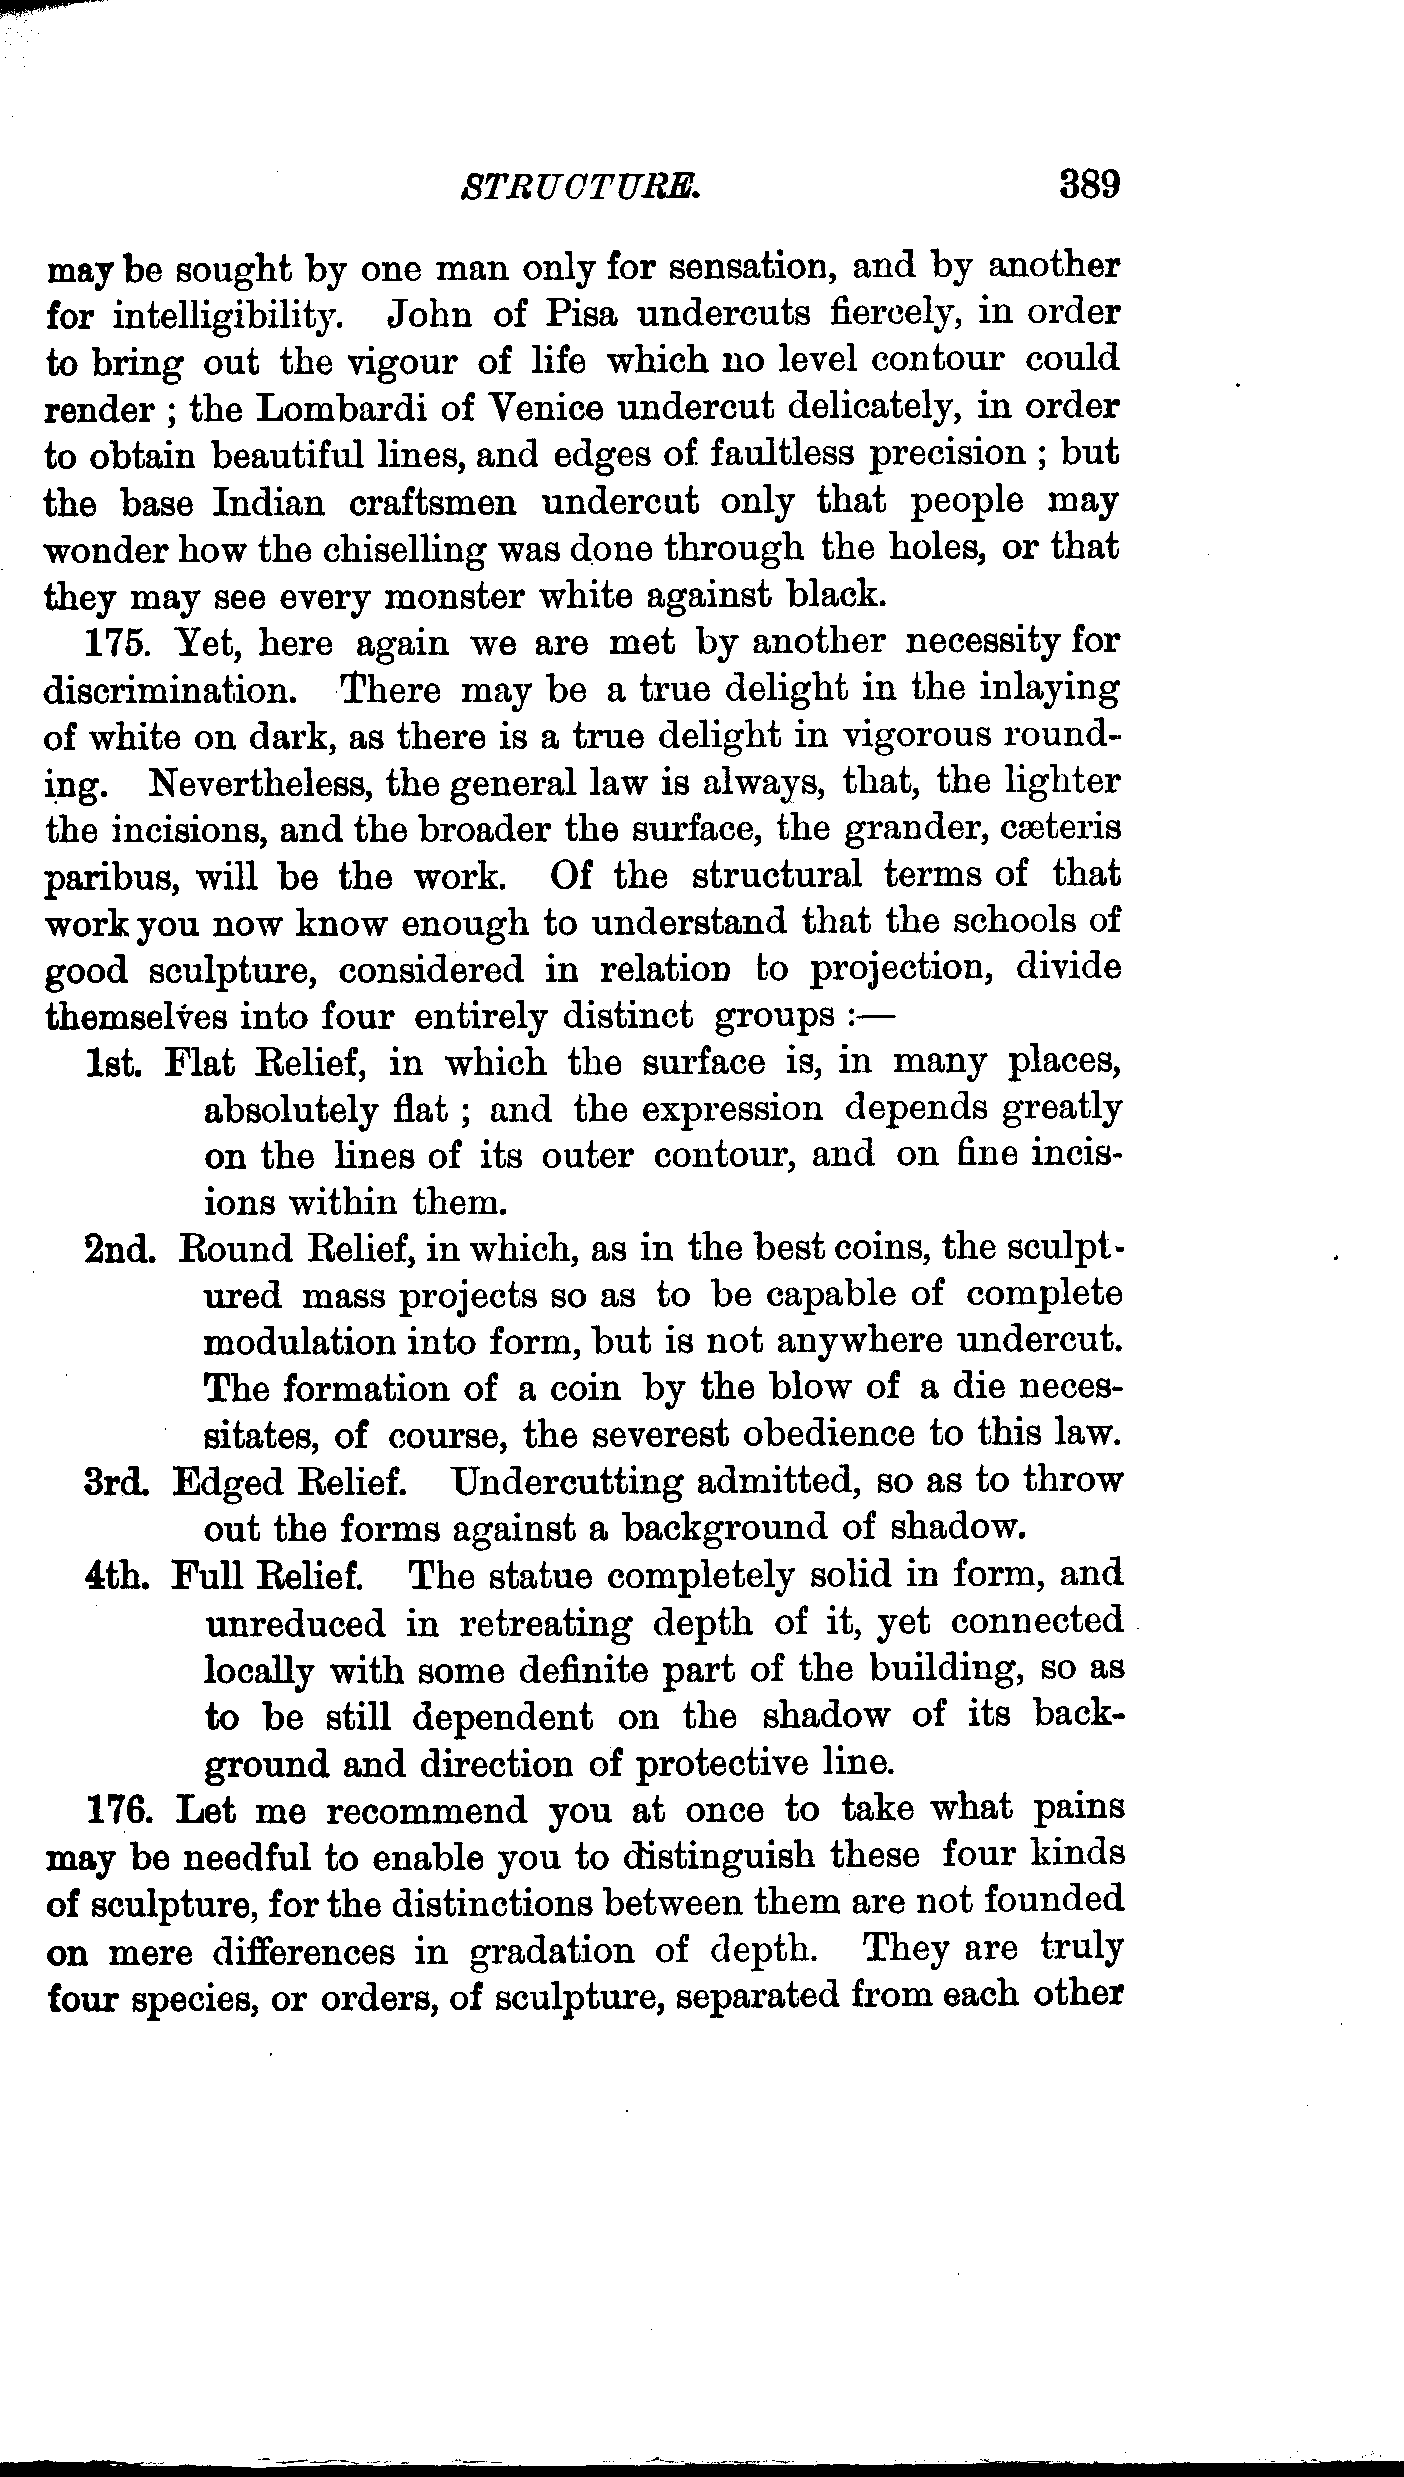 STRUCTURE. 389
may be sought by one man only for sensation, and by another
for intelligibility. John of Pisa undercuts fiercely, in order
to bring out the vigour of life which no level contour could
render ; the Lombardi of Venice undercut delicately, in order
to obtain beautiful lines, and edges of faultless precision ; but
the base Indian craftsmen undercut only that people may
wonder how the chiselling was done through the holes, or that
they may see every monster white against black.
175. Yet, here again we are met by another necessity for
discrimination. There may be a true delight in the inlaying
of white on dark, as there is a true delight in vigorous round-
ing. Nevertheless, the general law is always, that, the lighter
the incisions, and the broader the surface, the grander, cæteris
paribus, will be the work. Of the structural terms of that
work you now know enough to understand that the schools of
good sculpture, considered in relation to projection, divide
themselves into four entirely distinct groups :—
1st. Flat Relief, in which the surface is, in many places,
absolutely flat ; and the expression depends greatly
on the lines of its outer contour, and on fine incis-
ions within them.
2nd. Round Relief, in which, as in the best coins, the sculpt-
ured mass projects so as to be capable of complete
modulation into form, but is not anywhere undercut.
The formation of a coin by the blow of a die neces-
sitates, of course, the severest obedience to this law.
3rd. Edged Relief. Undercutting admitted, so as to throw
out the forms against a background of shadow.
4th. Full Relief. The statue completely solid in form, and
unreduced in retreating depth of it, yet connected
locally with some definite part of the building, so as
to be still dependent on the shadow of its back-
ground and direction of protective line.
176. Let me recommend you at once to take what pains
may be needful to enable you to distinguish these four kinds
of sculpture, for the distinctions between them are not founded
on mere differences in gradation of depth. They are truly
four species, or orders, of sculpture, separated from each other